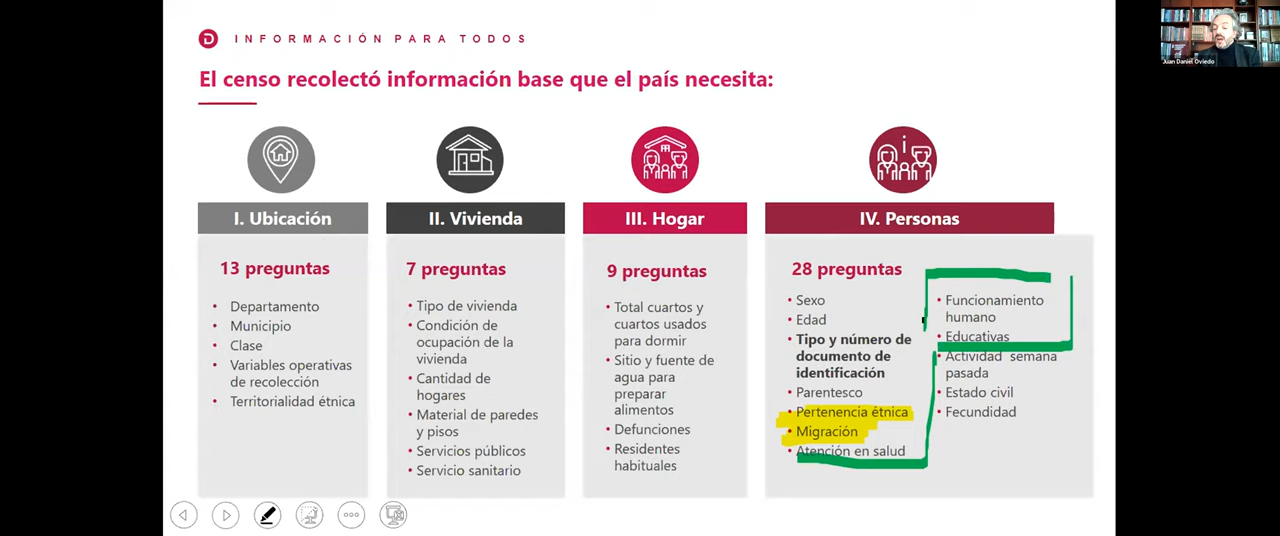 INFORMACIÓN PARA TODOS
El censo recolectó información base que el país necesita:
I. Ubicación
13 preguntas
• Departamento
• Municipio
• Clase
• Variables operativas
de recolección
• Territorialidad étnica
II. Vivienda
7 preguntas
• Tipo de vivienda
• Condición de
ocupación de la
vivienda
• Cantidad de
hogares
• Material de paredes
y pisos
• Servicios públicos
• Servicio sanitario
III. Hogar
9 preguntas
• Total cuartos y
cuartos usados
para dormir
• Sitio y fuente de
agua para
preparar
alimentos
• Defunciones
• Residentes
habituales
IV. Personas
28 preguntas
• Sexo
• Edad
• Tipo y número de
documento de
identificación
• Parentesco
• Pertenencia étnica
• Migración
• Atención en salud
• Funcionamiento
humano
• Educativas
• Actividad semana
pasada
• Estado civil
• Fecundidad
Juan Daniel Oviedo